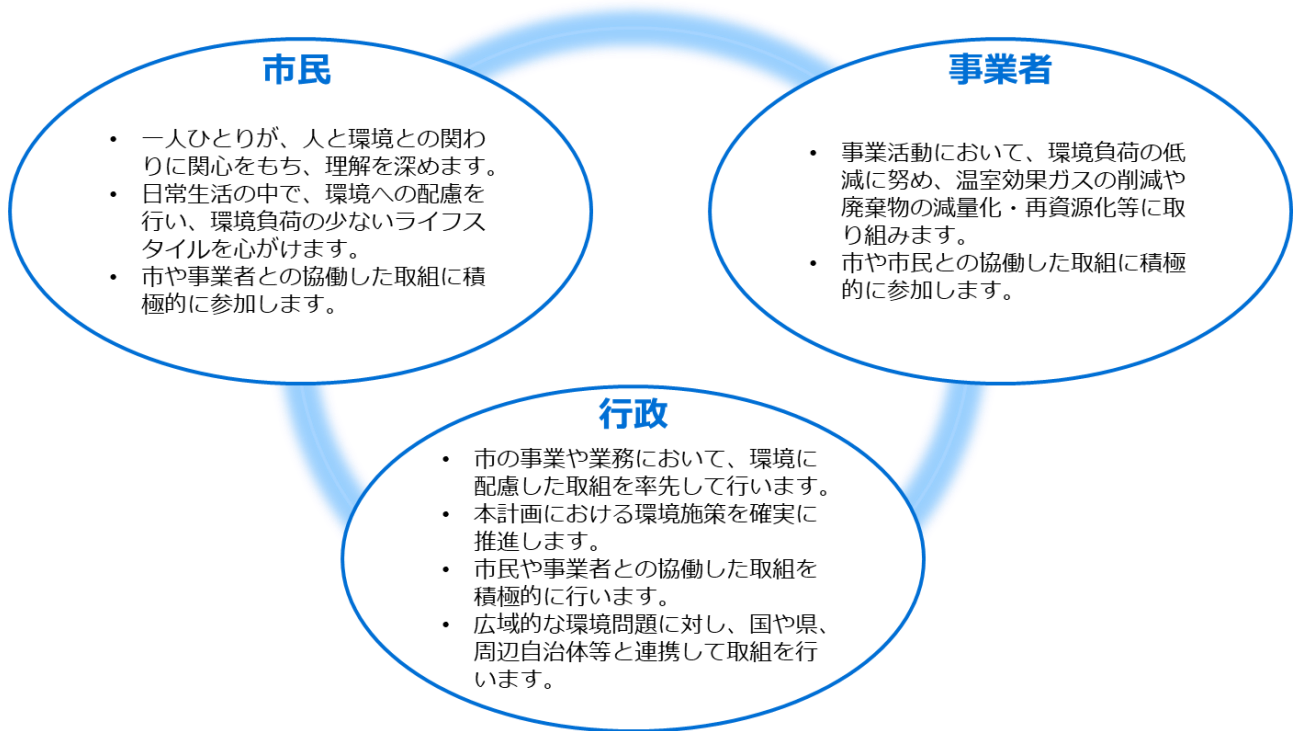 市民
• 一人ひとりが、人と環境との関わ
りに関心をもち、理解を深めます。
• 日常生活の中で、環境への配慮を
行い、環境負荷の少ないライフス
タイルを心がけます。
• 市や事業者との協働した取組に積
極的に参加します。
事業者
• 事業活動において、環境負荷の低
減に努め、温室効果ガスの削減や
廃棄物の減量化・再資源化等に取
り組みます。
• 市や市民との協働した取組に積極
的に参加します。
行政
• 市の事業や業務において、環境に
配慮した取組を率先して行います。
• 本計画における環境施策を確実に
推進します。
• 市民や事業者との協働した取組を
積極的に行います。
• 広域的な環境問題に対し、国や県、
周辺自治体等と連携して取組を行
います。